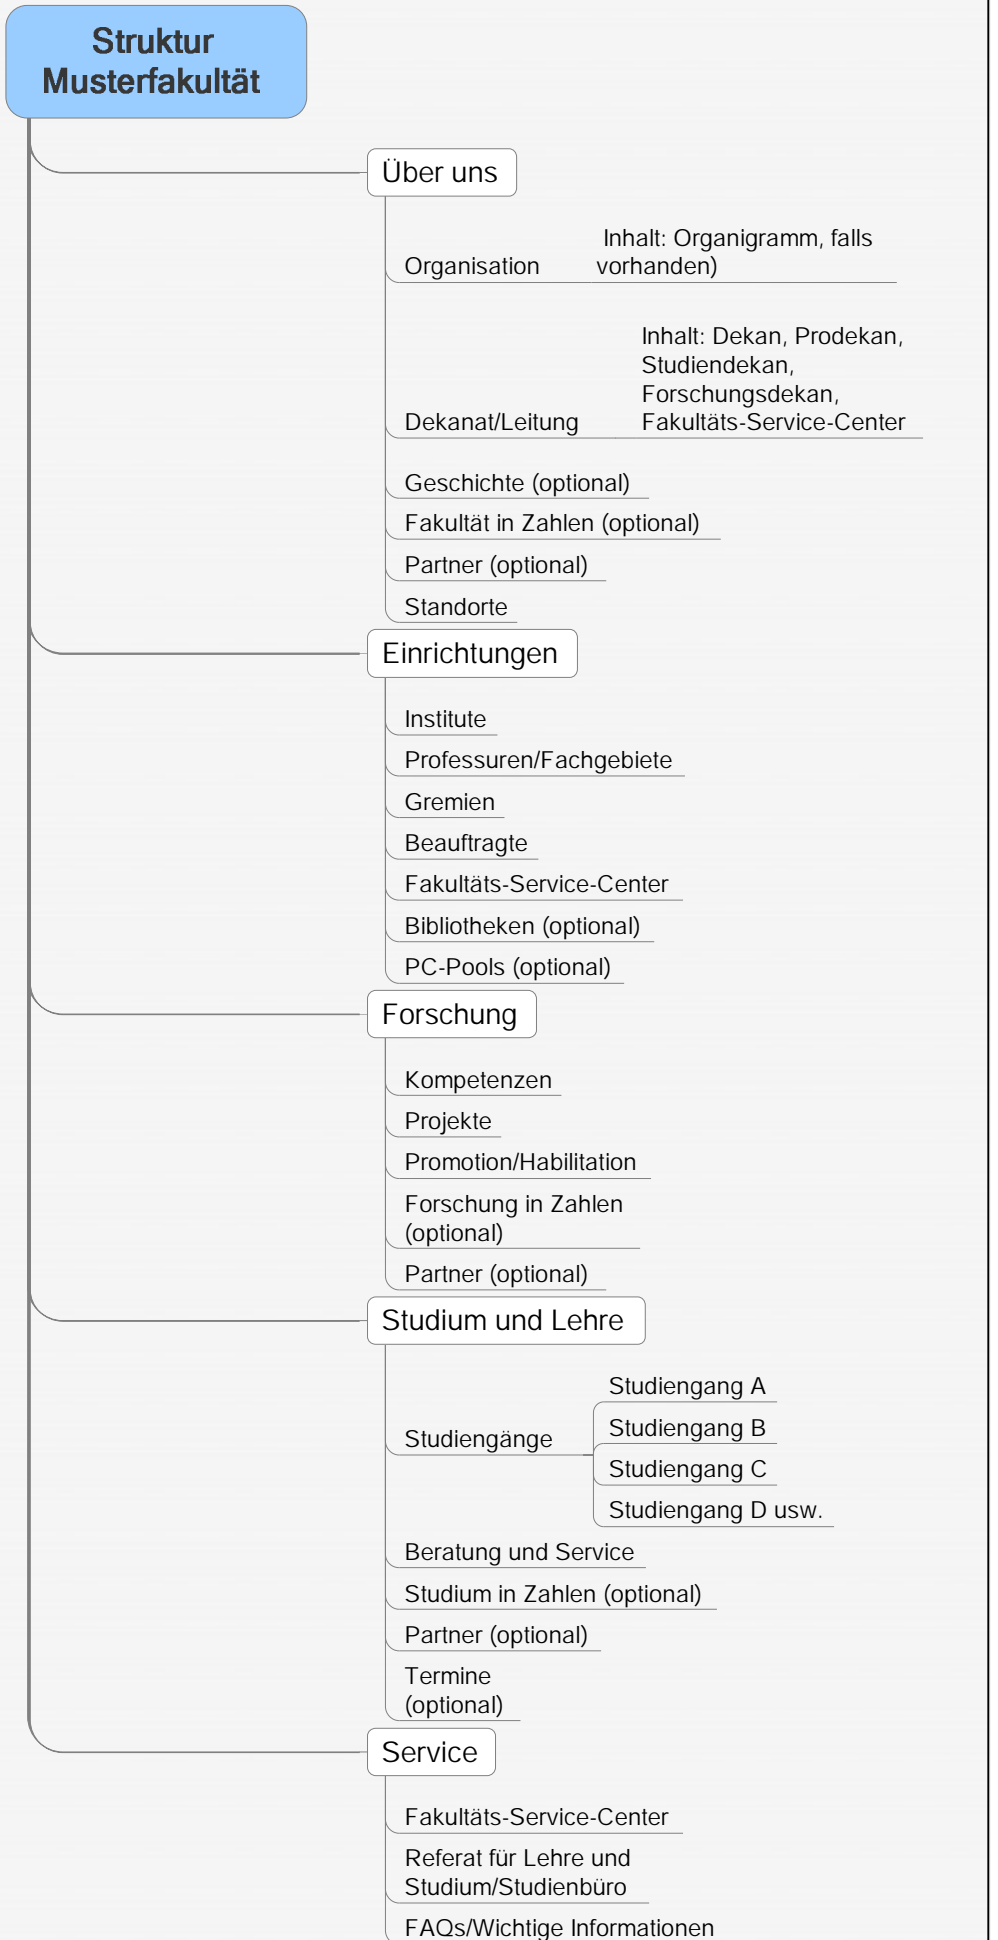 Struktur
Musterfakultät
Über uns
Inhalt: Organigramm, falls
Organisation vorhanden)
Inhalt: Dekan, Prodekan,
Studiendekan,
Forschungsdekan,
Dekanat/Leitung Fakultäts-Service-Center
Geschichte (optional)
Fakultät in Zahlen (optional)
Partner (optional)
Standorte
Einrichtungen
Institute
Professuren/Fachgebiete
Gremien
Beauftragte
Fakultäts-Service-Center
Bibliotheken (optional)
PC-Pools (optional)
Forschung
Kompetenzen
Projekte
Promotion/Habilitation
Forschung in Zahlen
(optional)
Partner (optional)
Studium und Lehre
Studiengänge
Studiengang A
Studiengang B
Studiengang C
Studiengang D usw.
Beratung und Service
Studium in Zahlen (optional)
Partner (optional)
Termine
(optional)
Service
Fakultäts-Service-Center
Referat für Lehre und
Studium/Studienbüro
FAQs/Wichtige Informationen